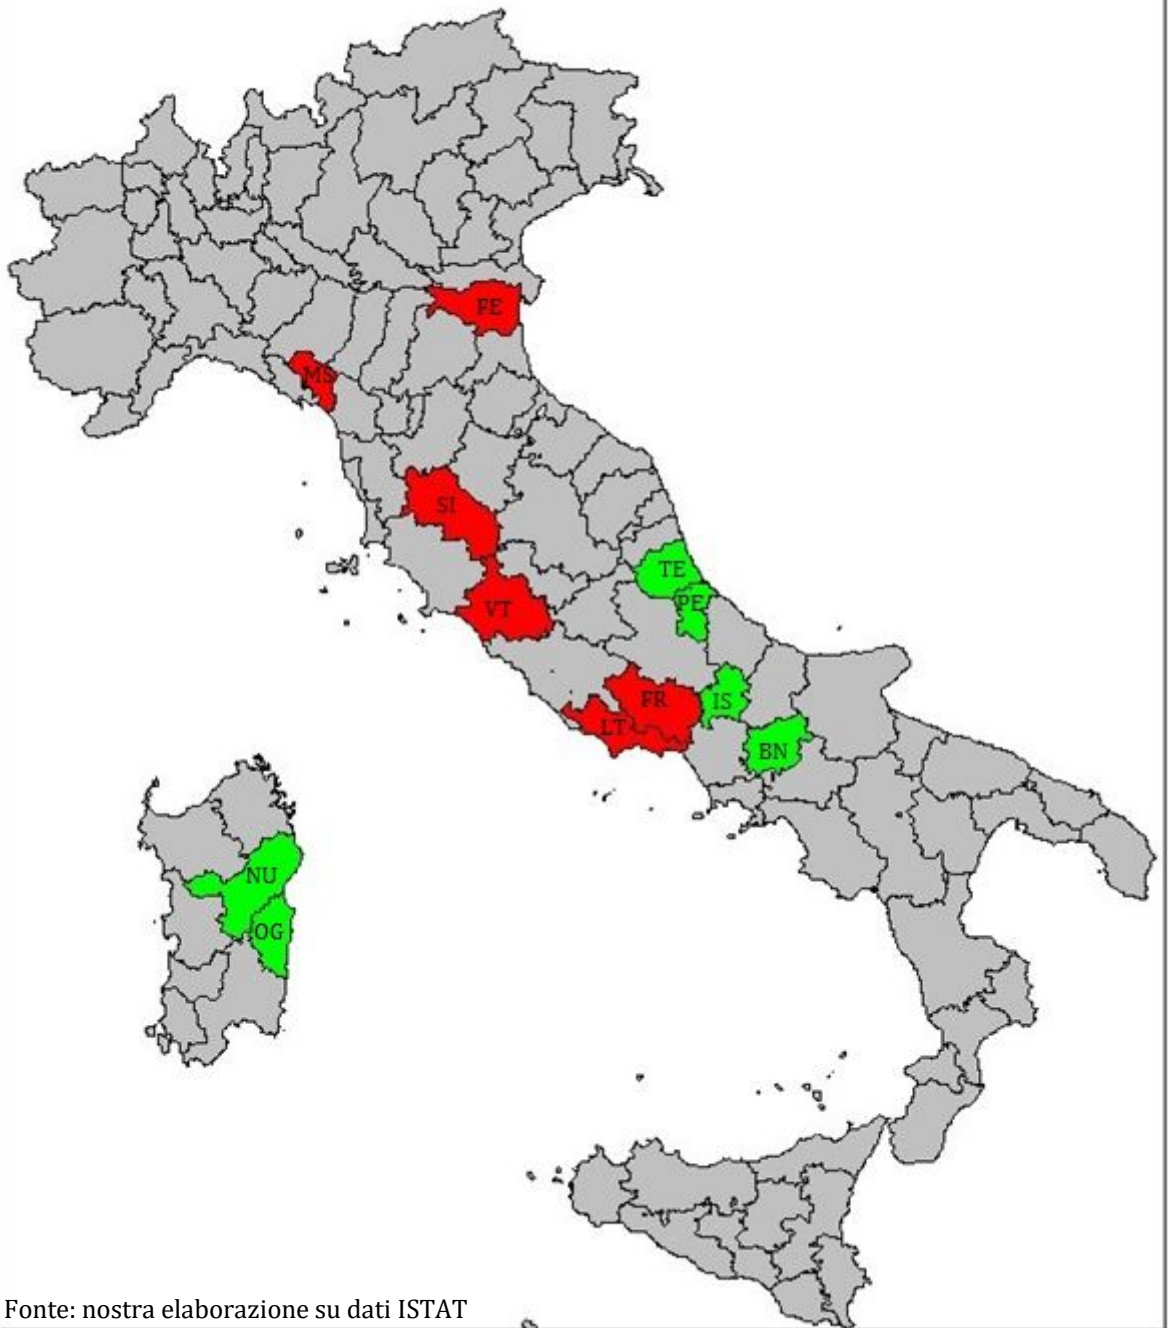 FE
MS
SI
TE
VT
PE
FR
IS
LT
BN
NU
OG
Fonte: nostra elaborazione su dati ISTAT